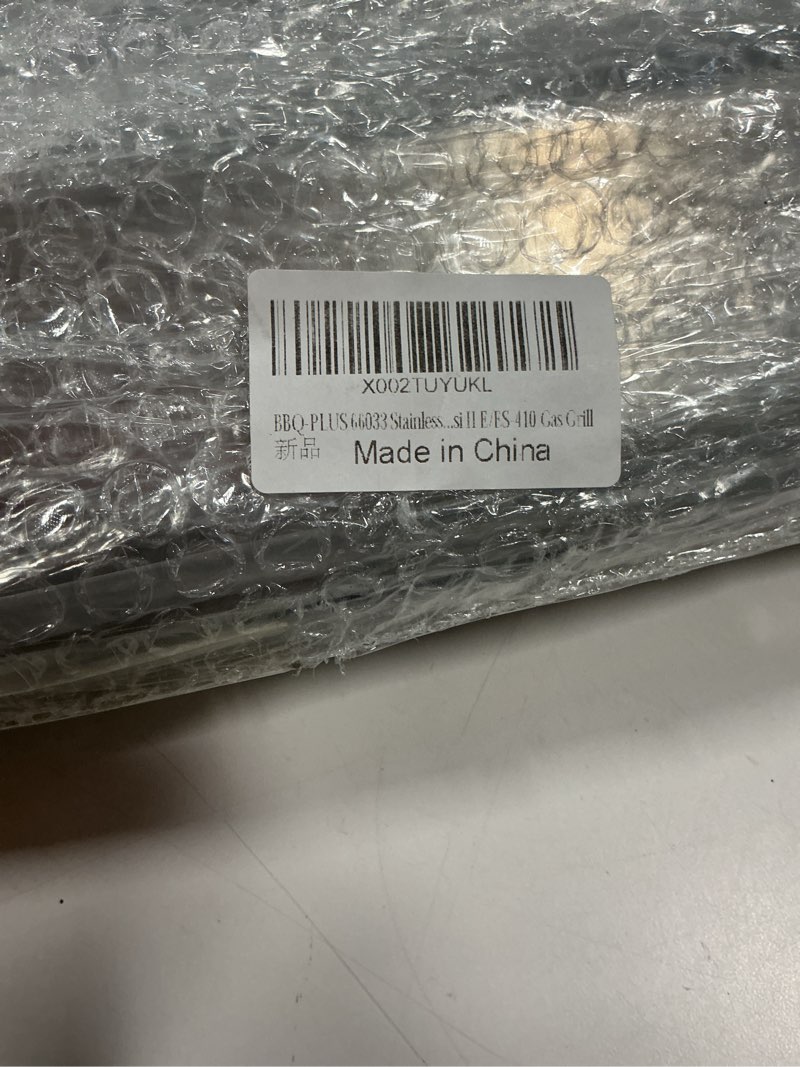 X002TUYUKL
BBQ-PLUS 66033 Stainless...si II E/ES-410 Gas Grill
新品 Made in China